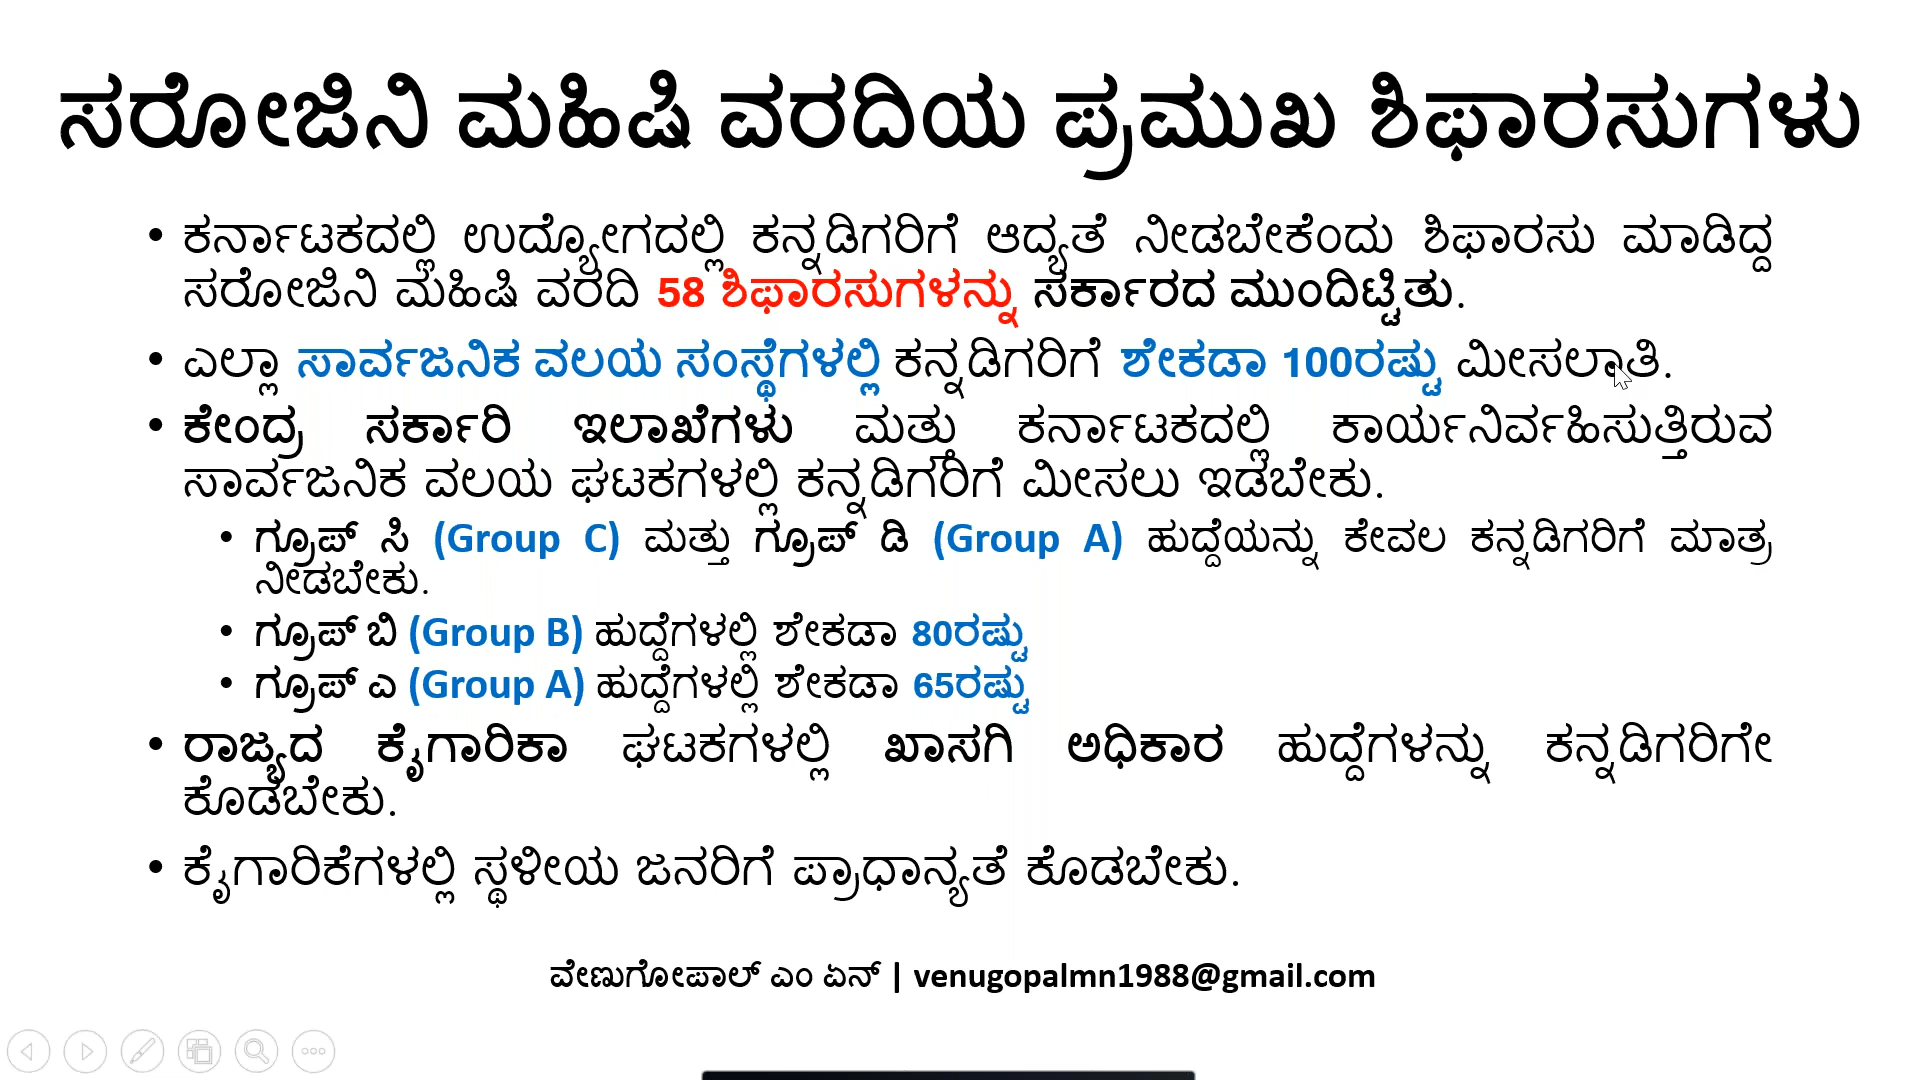 ಸರೋಜಿನಿ ಮಹಿಷಿ ವರದಿಯ ಪ್ರಮುಖ ಶಿಫಾರಸುಗಳು
• ಕರ್ನಾಟಕದಲ್ಲಿ ಉದ್ಯೋಗದಲ್ಲಿ ಕನ್ನಡಿಗರಿಗೆ ಆದ್ಯತೆ ನೀಡಬೇಕೆಂದು ಶಿಫಾರಸು ಮಾಡಿದ್ದ
ಸರೋಜಿನಿ ಮಹಿಷಿ ವರದಿ 58 ಶಿಫಾರಸುಗಳನ್ನು ಸರ್ಕಾರದ ಮುಂದಿಟ್ಟಿತು.
• ಎಲ್ಲಾ ಸಾರ್ವಜನಿಕ ವಲಯ ಸಂಸ್ಥೆಗಳಲ್ಲಿ ಕನ್ನಡಿಗರಿಗೆ ಶೇಕಡಾ 100ರಷ್ಟು ಮೀಸಲಾತಿ.
• ಕೇಂದ್ರ ಸರ್ಕಾರಿ ಇಲಾಖೆಗಳು ಮತ್ತು ಕರ್ನಾಟಕದಲ್ಲಿ ಕಾರ್ಯನಿರ್ವಹಿಸುತ್ತಿರುವ
ಸಾರ್ವಜನಿಕ ವಲಯ ಘಟಕಗಳಲ್ಲಿ ಕನ್ನಡಿಗರಿಗೆ ಮೀಸಲು ಇಡಬೇಕು.
• ಗ್ರೂಪ್ ಸಿ (Group C) ಮತ್ತು ಗ್ರೂಪ್ ಡಿ (Group A) ಹುದ್ದೆಯನ್ನು ಕೇವಲ ಕನ್ನಡಿಗರಿಗೆ ಮಾತ್ರ
ನೀಡಬೇಕು.
• ಗ್ರೂಪ್ ಬಿ (Group B) ಹುದ್ದೆಗಳಲ್ಲಿ ಶೇಕಡಾ 80ರಷ್ಟು
• ಗ್ರೂಪ್ ಎ (Group A) ಹುದ್ದೆಗಳಲ್ಲಿ ಶೇಕಡಾ 65ರಷ್ಟು
• ರಾಜ್ಯದ ಕೈಗಾರಿಕಾ ಘಟಕಗಳಲ್ಲಿ ಖಾಸಗಿ ಅಧಿಕಾರ ಹುದ್ದೆಗಳನ್ನು ಕನ್ನಡಿಗರಿಗೇ
ಕೊಡಬೇಕು.
• ಕೈಗಾರಿಕೆಗಳಲ್ಲಿ ಸ್ಥಳೀಯ ಜನರಿಗೆ ಪ್ರಾಧಾನ್ಯತೆ ಕೊಡಬೇಕು.
ವೇಣುಗೋಪಾಲ್ ಎಂ ಏನ್ | venugopalmn1988@gmail.com